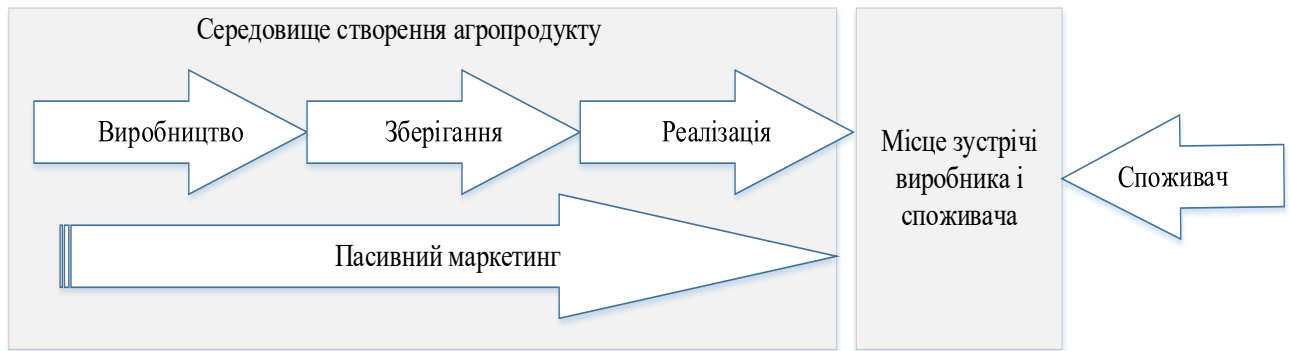 Середовище створення агропродукту
Виробництво
Зберігання
Реалізація
Пасивний маркетинг
Місце зустрічі
виробника і
споживача
Споживач